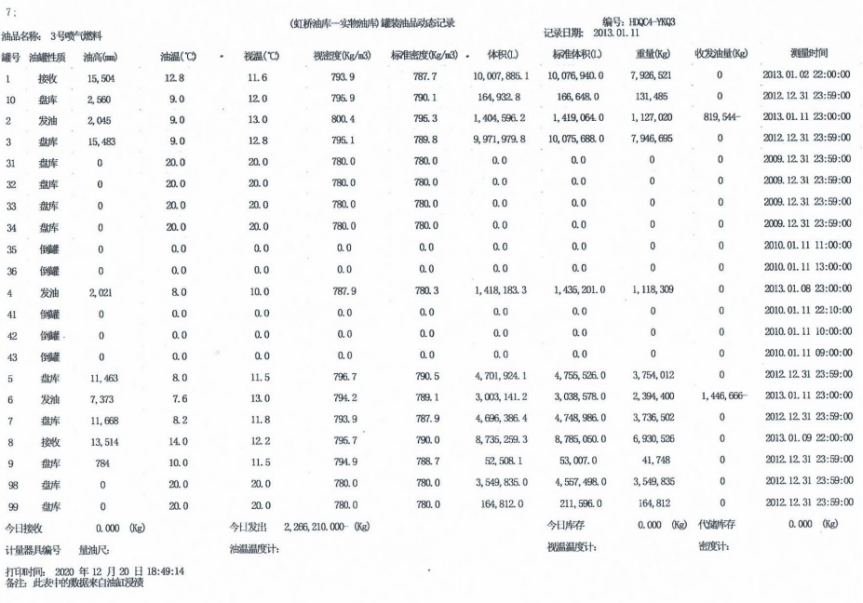 7;
(虹桥油库—实物油库)罐装油品动态记录 编号: HDQC4-YKQ3
油品名称: 3号喷气燃料 记录日期: 2013.01.11
罐号 油罐性质 油高(mm) 油温(℃) 视温(℃) 视密度(Kg/m3) 标准密度(Kg/m3) 体积(L) 标准体积(L) 重量(Kg) 收发油量(Kg) 测量时间
1 接收 15,504 12.8 11.6 793.9 787.7 10,007,885.1 10,076,940.0 7,926,521 0 2013.01.02 22:00:00
10 盘库 2,560 9.0 12.0 795.9 790.1 164,932.8 166,648.0 131,485 0 2012.12.31 23:59:00
2 发油 2,045 9.0 13.0 800.4 795.3 1,404,596.2 1,419,064.0 1,127,020 819,544- 2013.01.11 23:00:00
3 盘库 15,483 9.0 12.8 795.1 789.8 9,971,979.8 10,075,688.0 7,946,695 0 2012.12.31 23:59:00
31 盘库 0 20.0 20.0 780.0 780.0 0.0 0.0 0 0 2009.12.31 23:59:00
32 盘库 0 20.0 20.0 780.0 780.0 0.0 0.0 0 0 2009.12.31 23:59:00
33 盘库 0 20.0 20.0 780.0 780.0 0.0 0.0 0 0 2009.12.31 23:59:00
34 盘库 0 20.0 20.0 780.0 780.0 0.0 0.0 0 0 2009.12.31 23:59:00
35 倒罐 0 0.0 0.0 0.0 0.0 0.0 0.0 0 0 2010.01.11 11:00:00
36 倒罐 0 0.0 0.0 0.0 0.0 0.0 0.0 0 0 2010.01.11 13:00:00
4 发油 2,021 8.0 10.0 787.9 780.3 1,418,183.3 1,435,201.0 1,118,309 0 2013.01.08 23:00:00
41 倒罐 0 0.0 0.0 0.0 0.0 0.0 0.0 0 0 2010.01.11 22:10:00
42 倒罐 0 0.0 0.0 0.0 0.0 0.0 0.0 0 0 2010.01.11 10:00:00
43 倒罐 0 0.0 0.0 0.0 0.0 0.0 0.0 0 0 2010.01.11 09:00:00
5 盘库 11,463 8.0 11.5 796.7 790.5 4,701,924.1 4,755,526.0 3,754,012 0 2012.12.31 23:59:00
6 发油 7,373 7.6 13.0 794.2 789.1 3,003,141.2 3,038,578.0 2,394,400 1,446,666- 2013.01.11 23:00:00
7 盘库 11,668 8.2 11.8 793.9 787.9 4,696,386.4 4,748,986.0 3,736,502 0 2012.12.31 23:59:00
8 接收 13,514 14.0 12.2 795.7 790.0 8,735,259.3 8,785,050.0 6,930,526 0 2013.01.09 22:00:00
9 盘库 784 10.0 11.5 794.9 788.7 52,508.1 53,007.0 41,748 0 2012.12.31 23:59:00
98 盘库 0 20.0 20.0 780.0 780.0 3,549,835.0 4,557,498.0 3,549,835 0 2012.12.31 23:59:00
99 盘库 0 20.0 20.0 780.0 780.0 164,812.0 211,596.0 164,812 0 2012.12.31 23:59:00
今日接收 0.000 (Kg) 今日发出 2,266,210.000- (Kg) 今日库存 0.000 (Kg) 代储库存 0.000 (Kg)
计量器具编号 量油尺: 油温温度计: 视温温度计: 密度计:
打印时间: 2020 年 12 月 20 日 18:49:14
备注: 此表中的数据来自油缸浸渍